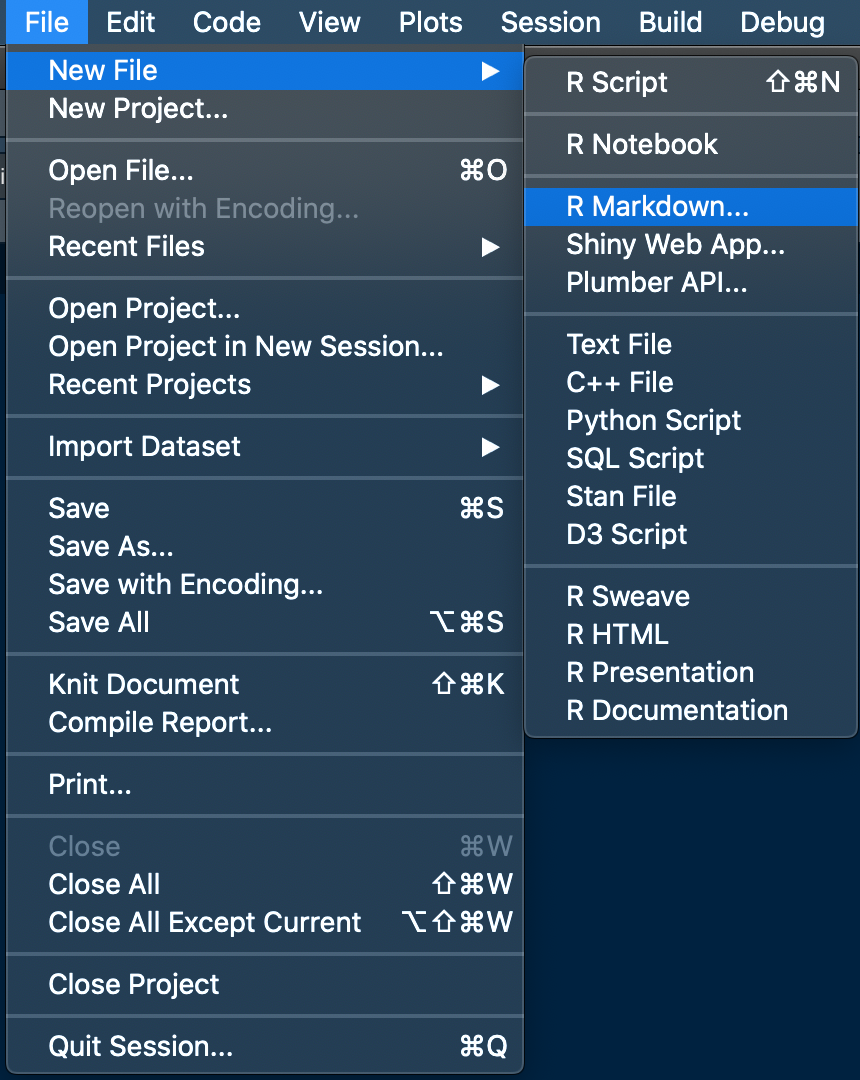 File Edit Code View Plots Session Build Debug
New File ▶
New Project...
Open File... ⌘O
Reopen with Encoding...
Recent Files ▶
Open Project...
Open Project in New Session...
Recent Projects ▶
Import Dataset ▶
Save ⌘S
Save As...
Save with Encoding...
Save All ⌥⌘S
Knit Document ⇧⌘K
Compile Report...
Print...
Close ⌘W
Close All ⇧⌘W
Close All Except Current ⌥⇧⌘W
Close Project
Quit Session... ⌘Q
R Script ⇧⌘N
R Notebook
R Markdown...
Shiny Web App...
Plumber API...
Text File
C++ File
Python Script
SQL Script
Stan File
D3 Script
R Sweave
R HTML
R Presentation
R Documentation